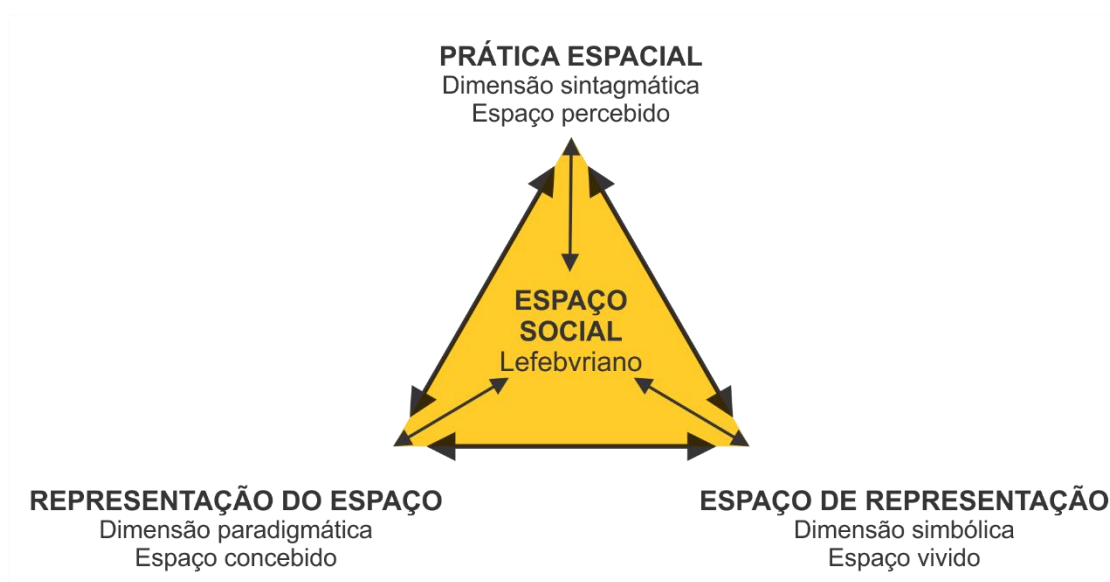 PRÁTICA ESPACIAL
Dimensão sintagmática
Espaço percebido
ESPAÇO
SOCIAL
Lefebvriano
REPRESENTAÇÃO DO ESPAÇO
Dimensão paradigmática
Espaço concebido
ESPAÇO DE REPRESENTAÇÃO
Dimensão simbólica
Espaço vivido